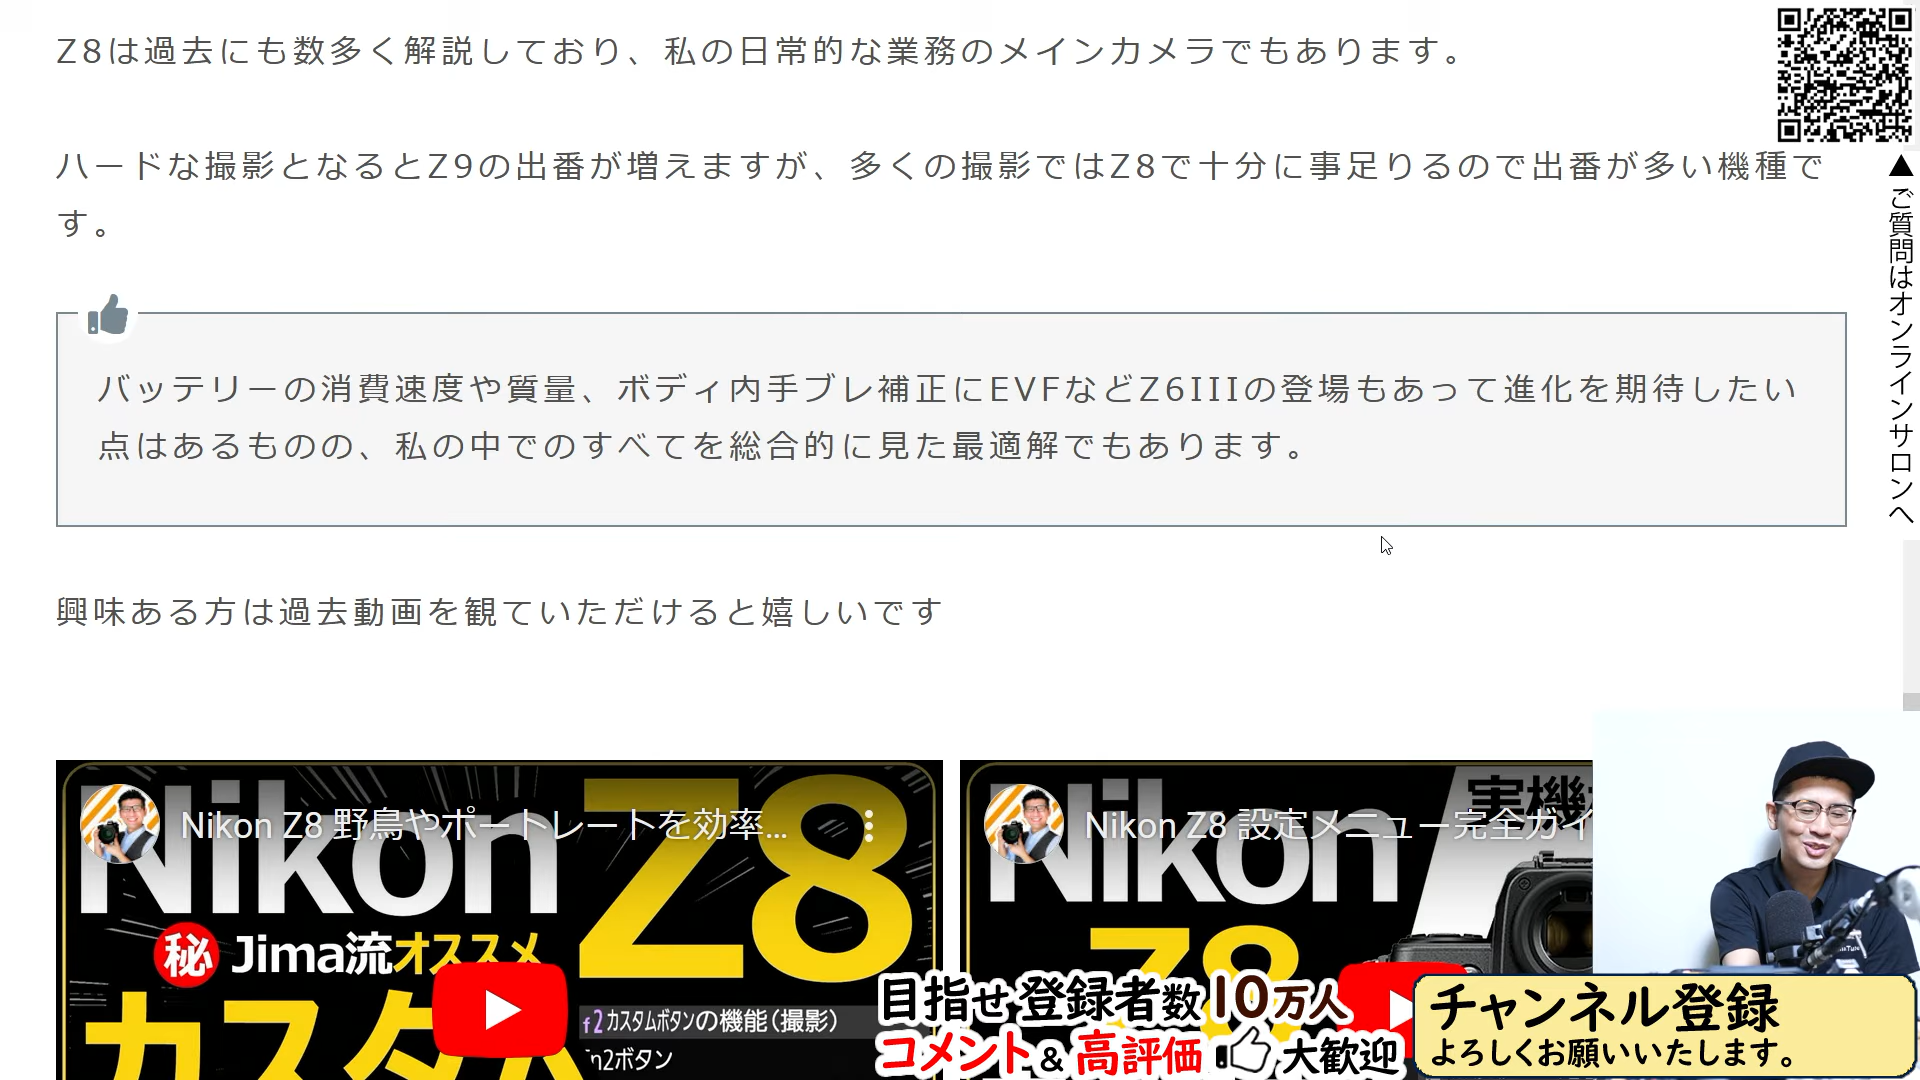 Z8は過去にも数多く解説しており、私の日常的な業務のメインカメラでもあります。
ハードな撮影となるとZ9の出番が増えますが、多くの撮影ではZ8で十分に事足りるので出番が多い機種で
す。
バッテリーの消費速度や質量、ボディ内手ブレ補正にEVFなどZ6IIIの登場もあって進化を期待したい
点はあるものの、私の中でのすべてを総合的に見た最適解でもあります。
興味ある方は過去動画を観ていただけると嬉しいです
▲ご質問はオンラインサロンへ
Nikon Z8 野鳥やポートレートを効率...
Nikon Z8
㊙ Jima流オススメ
カスタム
f2カスタムボタンの機能(撮影)
n2ボタン
Nikon Z8 設定メニュー完全ガイ
Nikon
Z8
実機
目指せ登録者数10万人
コメント&高評価 大歓迎
チャンネル登録
よろしくお願いいたします。